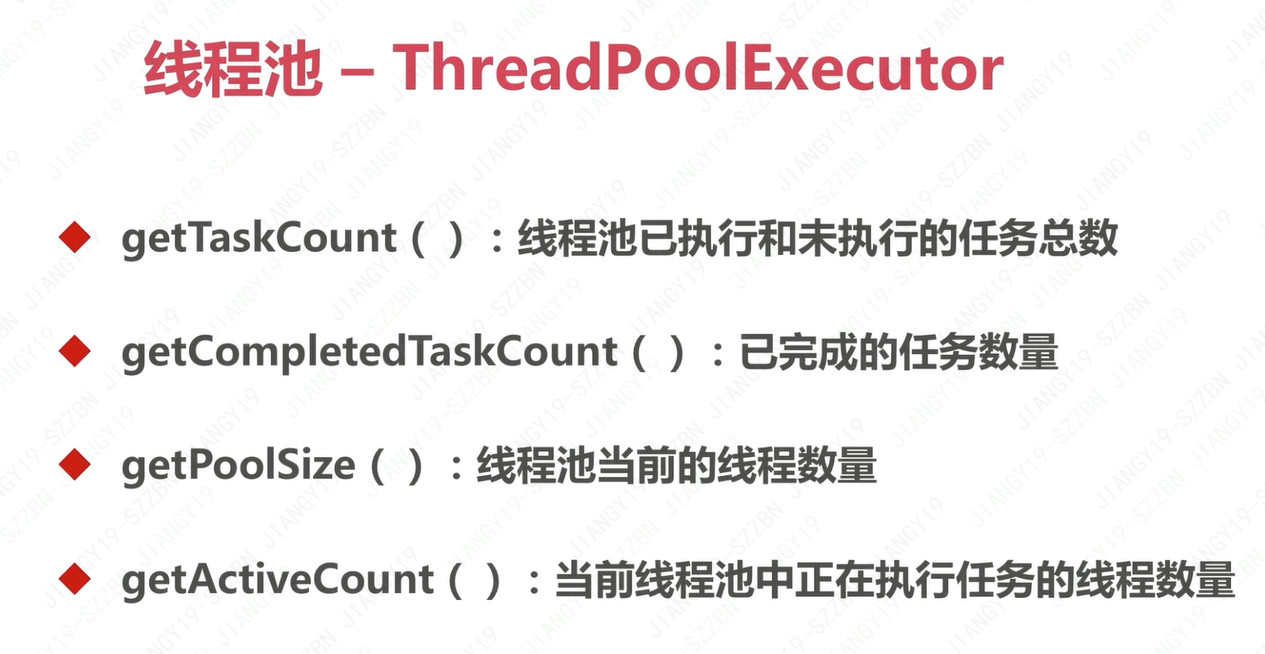 线程池 – ThreadPoolExecutor
getTaskCount（ ）：线程池已执行和未执行的任务总数
getCompletedTaskCount（ ）：已完成的任务数量
getPoolSize（ ）：线程池当前的线程数量
getActiveCount（ ）：当前线程池中正在执行任务的线程数量
JIANGY19-SZZBN